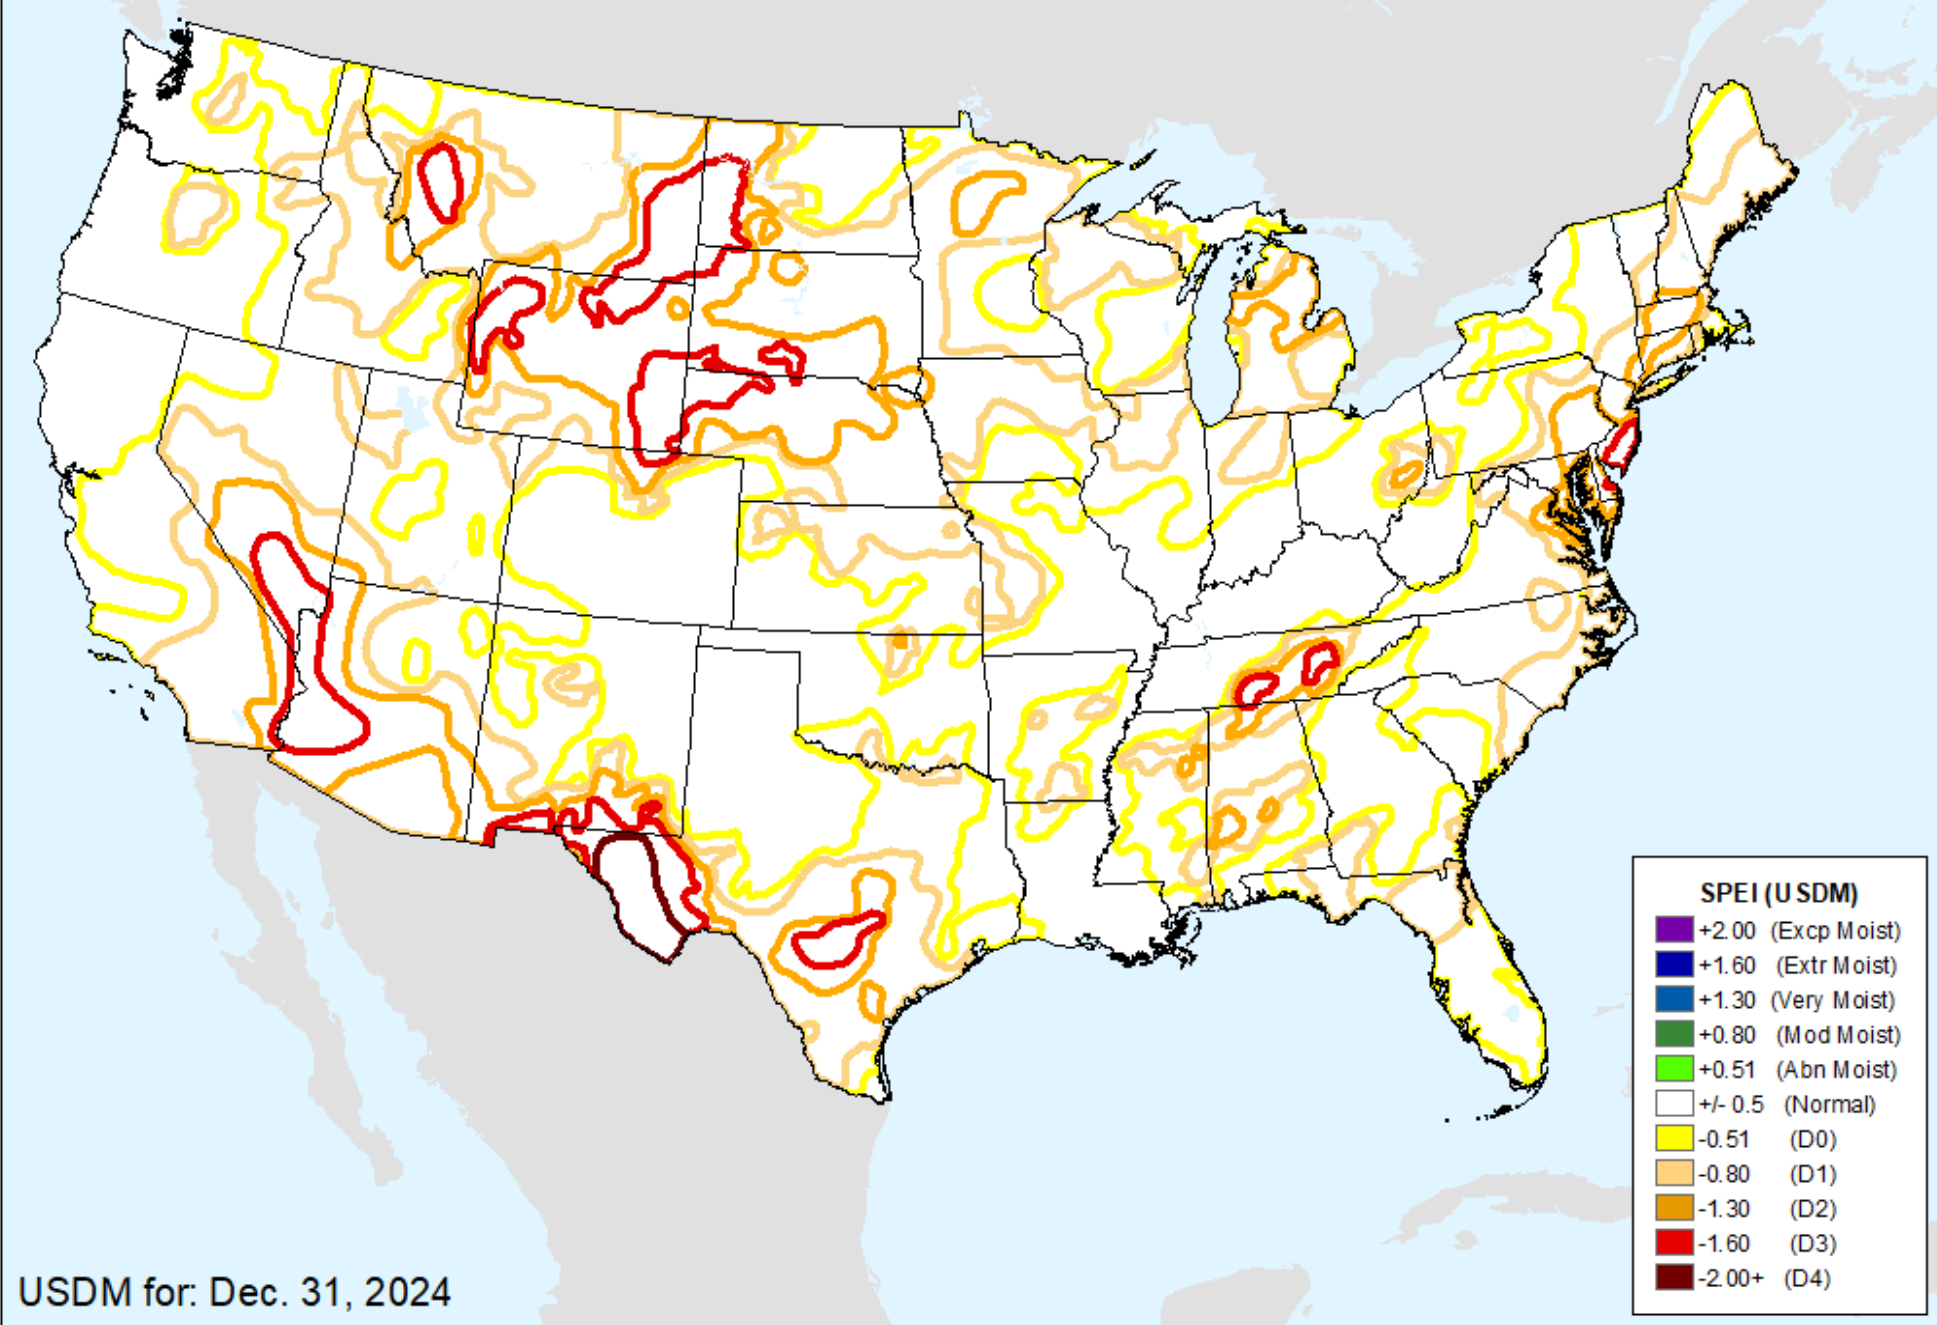 SPEI (USDM)
+2.00 (Excp Moist)
+1.60 (Extr Moist)
+1.30 (Very Moist)
+0.80 (Mod Moist)
+0.51 (Abn Moist)
+/- 0.5 (Normal)
-0.51 (D0)
-0.80 (D1)
-1.30 (D2)
-1.60 (D3)
-2.00+ (D4)
USDM for: Dec. 31, 2024